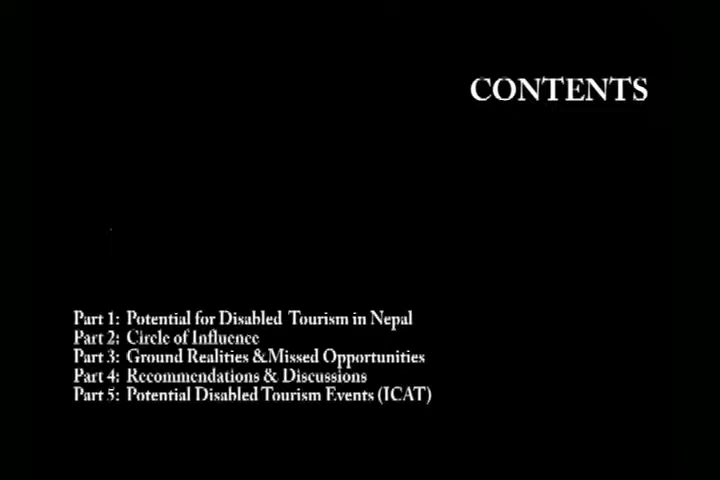 CONTENTS
Part 1: Potential for Disabled Tourism in Nepal
Part 2: Circle of Influence
Part 3: Ground Realities &Missed Opportunities
Part 4: Recommendations & Discussions
Part 5: Potential Disabled Tourism Events (ICAT)